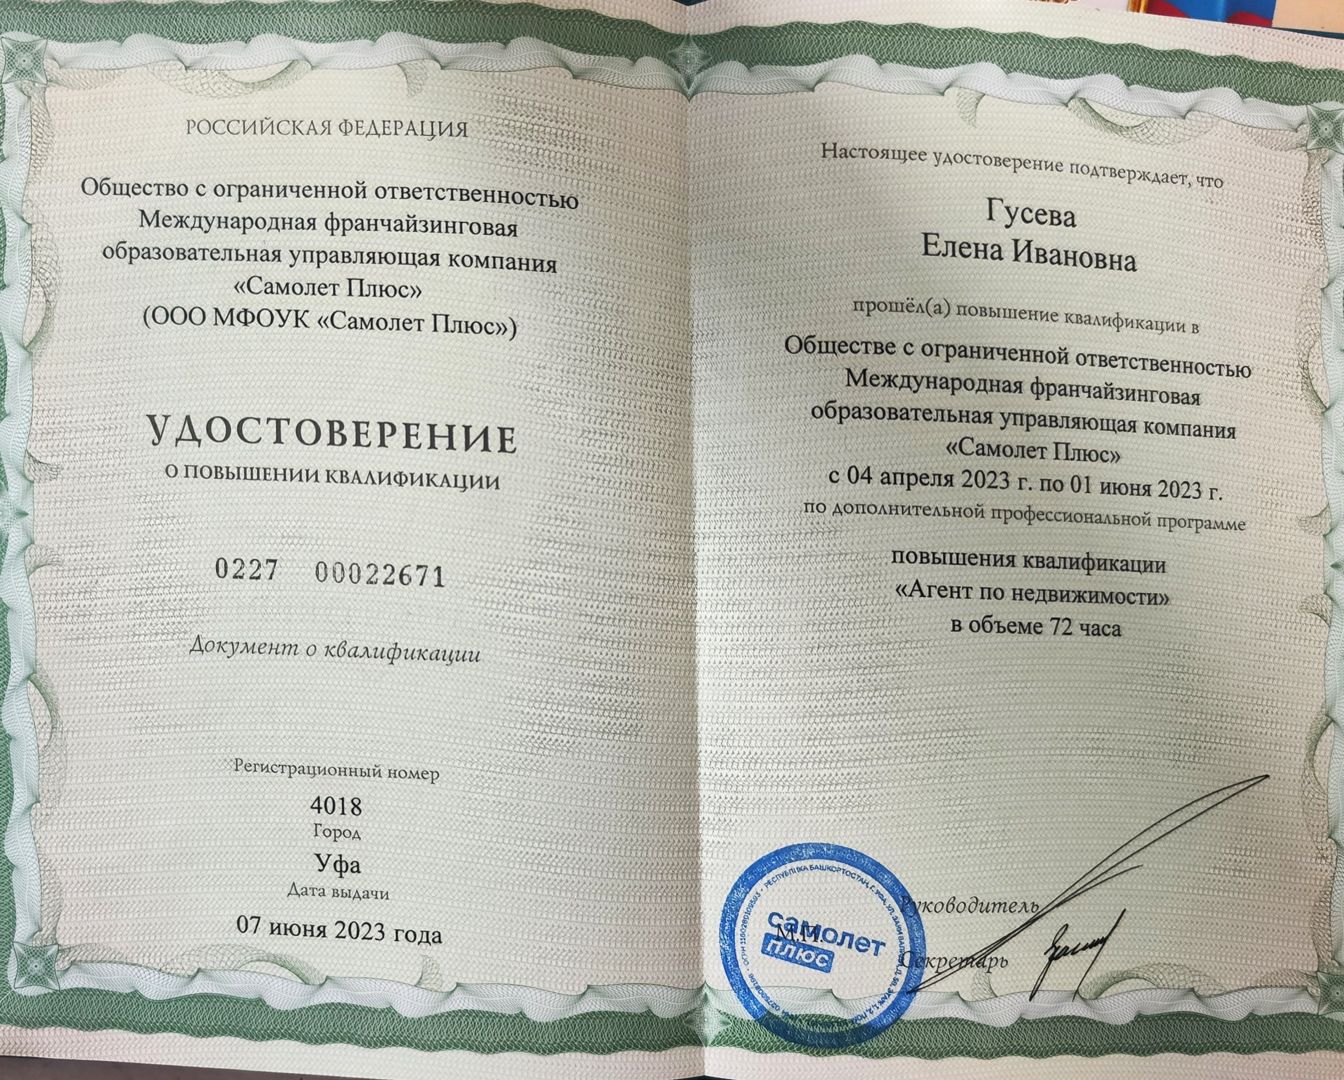 РОССИЙСКАЯ ФЕДЕРАЦИЯ
Общество с ограниченной ответственностью
Международная франчайзинговая
образовательная управляющая компания
«Самолет Плюс»
(ООО МФОУК «Самолет Плюс»)
УДОСТОВЕРЕНИЕ
О ПОВЫШЕНИИ КВАЛИФИКАЦИИ
0227 00022671
Документ о квалификации
Регистрационный номер
4018
Город
Уфа
Дата выдачи
07 июня 2023 года
Настоящее удостоверение подтверждает, что
Гусева
Елена Ивановна
прошёл(а) повышение квалификации в
Обществе с ограниченной ответственностью
Международная франчайзинговая
образовательная управляющая компания
«Самолет Плюс»
с 04 апреля 2023 г. по 01 июня 2023 г.
по дополнительной профессиональной программе
повышения квалификации
«Агент по недвижимости»
в объеме 72 часа
Руководитель
М.П.
Секретарь
самолет
плюс
РЕСПУБЛИКА БАШКОРТОСТАН, Г. УФА, УЛ.